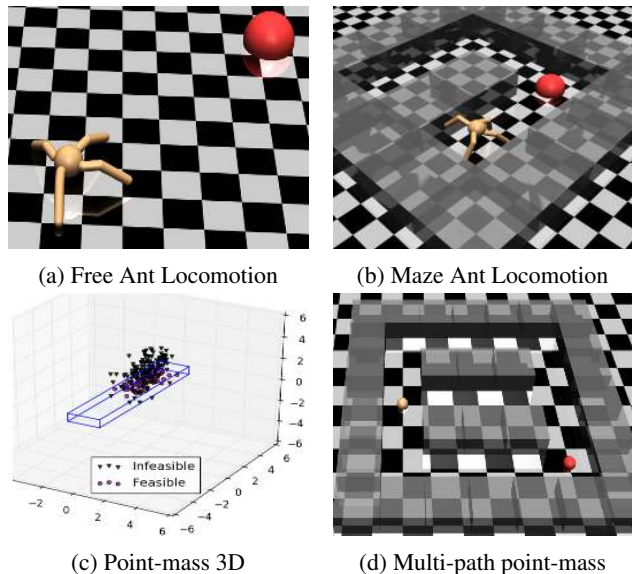 (a) Free Ant Locomotion
(b) Maze Ant Locomotion
6
4
2
0
−2
−4
−6
Infeasible
Feasible
−2 0 2 4 6
−6 −4 −2 0 2 4 6
(c) Point-mass 3D
(d) Multi-path point-mass